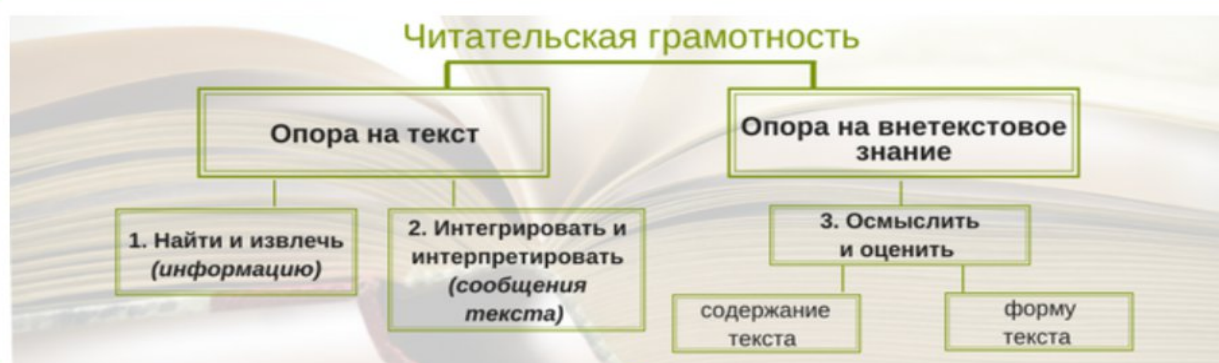 Читательская грамотность
Опора на текст
Опора на внетекстовое
знание
1. Найти и извлечь
(информацию)
2. Интегрировать и
интерпретировать
(сообщения
текста)
3. Осмыслить
и оценить
содержание
текста
форму
текста